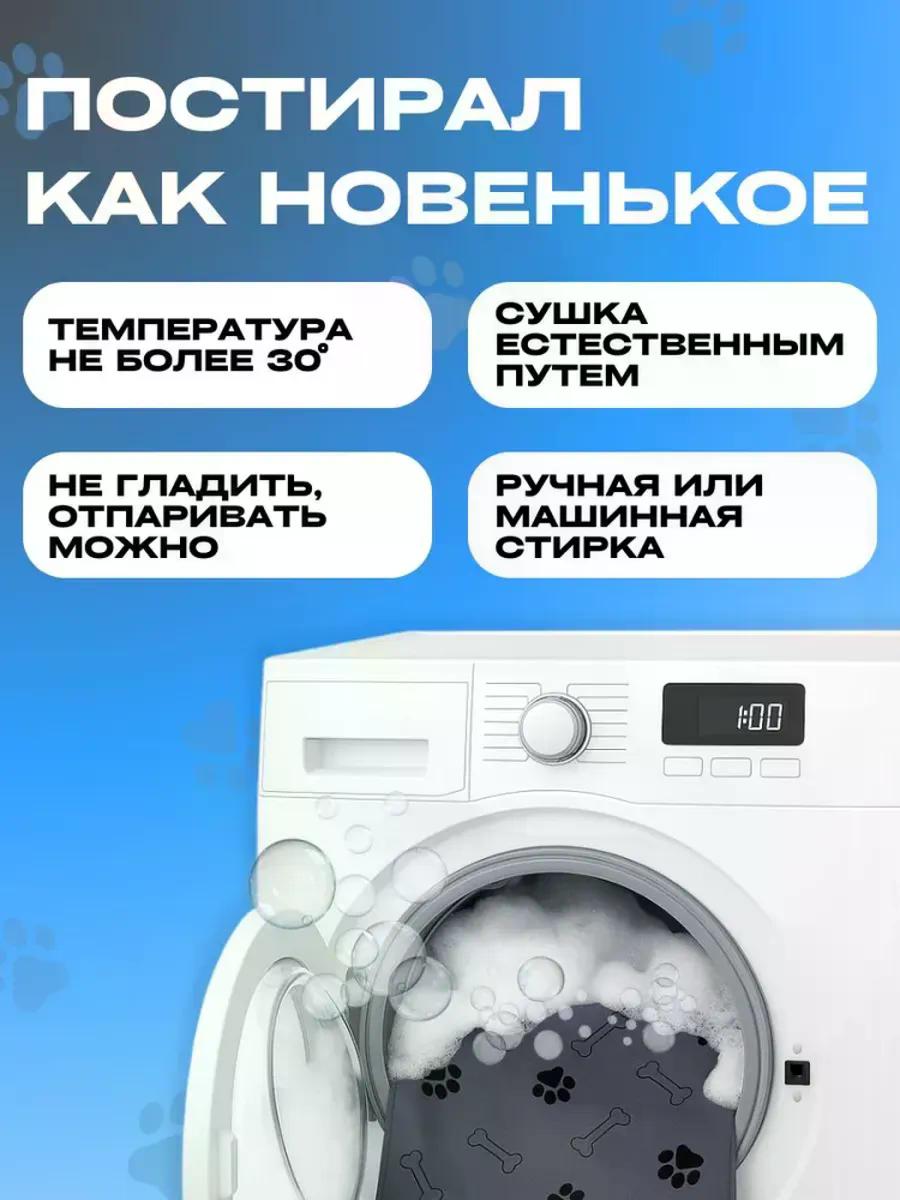 ПОСТИРАЛ
КАК НОВЕНЬКОЕ
ТЕМПЕРАТУРА
НЕ БОЛЕЕ 30°
СУШКА
ЕСТЕСТВЕННЫМ
ПУТЕМ
НЕ ГЛАДИТЬ,
ОТПАРИВАТЬ
МОЖНО
РУЧНАЯ ИЛИ
МАШИННАЯ
СТИРКА
1:00